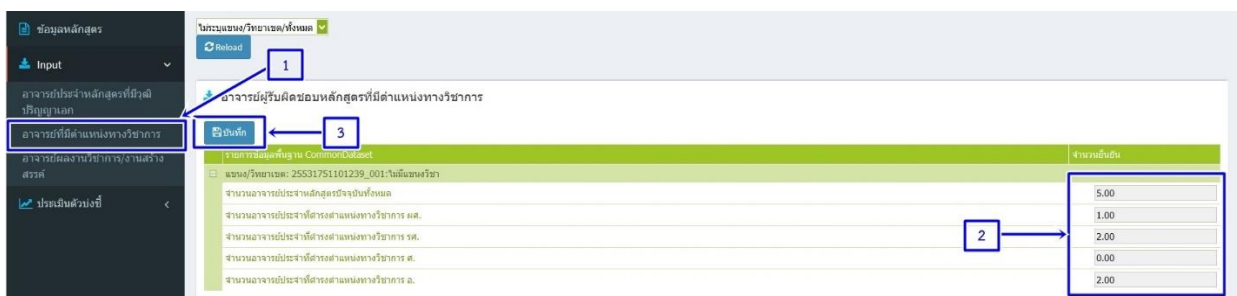 ข้อมูลหลักสูตร
Input
อาจารย์ประจำหลักสูตรที่มีวุฒิ
ปริญญาเอก
อาจารย์ที่มีตำแหน่งทางวิชาการ
อาจารย์ผลงานวิชาการ/งานสร้าง
สรรค์
ประเมินตัวบ่งชี้
ไม่ระบุแขนง/วิทยาเขต/ทั้งหมด
Reload
1
อาจารย์ผู้รับผิดชอบหลักสูตรที่มีตำแหน่งทางวิชาการ
บันทึก
3
รายการข้อมูลพื้นฐาน CommonDataset จำนวนยืนยัน
แขนง/วิทยาเขต: 25531751101239_001:ไม่มีแขนงวิชา
จำนวนอาจารย์ประจำหลักสูตรปัจจุบันทั้งหมด 5.00
จำนวนอาจารย์ประจำที่ดำรงตำแหน่งทางวิชาการ ผศ. 1.00
จำนวนอาจารย์ประจำที่ดำรงตำแหน่งทางวิชาการ รศ. 2.00
2
จำนวนอาจารย์ประจำที่ดำรงตำแหน่งทางวิชาการ ศ. 0.00
จำนวนอาจารย์ประจำที่ดำรงตำแหน่งทางวิชาการ อ. 2.00